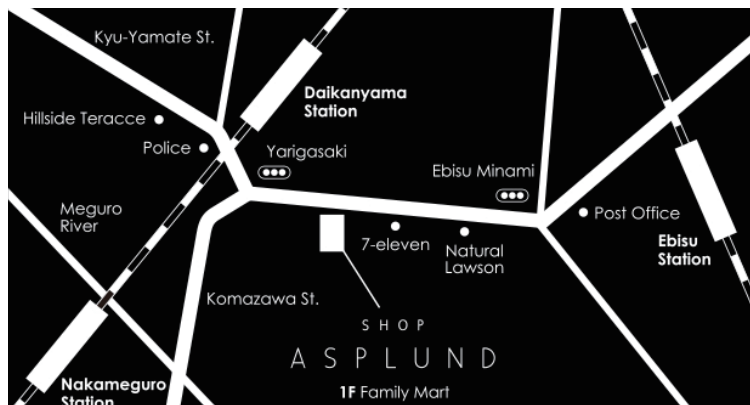 Kyu-Yamate St.
Daikanyama
Station
Hillside Teracce
Police
Yarigasaki
Ebisu Minami
Meguro
River
Post Office
7-eleven
Natural
Lawson
Ebisu
Station
Komazawa St.
SHOP
ASPLUND
1F Family Mart
Nakameguro
Station